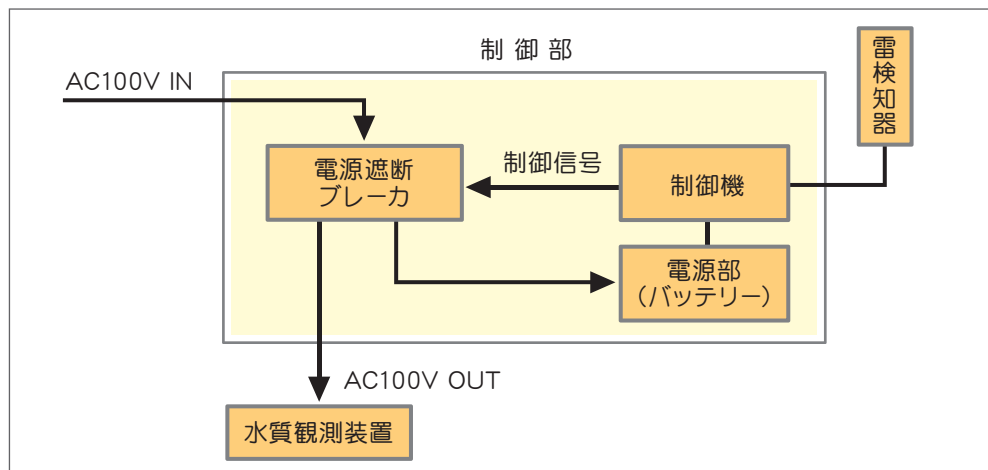 制御部
AC100V IN
雷検知器
電源遮断
ブレーカ
制御信号
制御機
電源部
（バッテリー）
AC100V OUT
水質観測装置